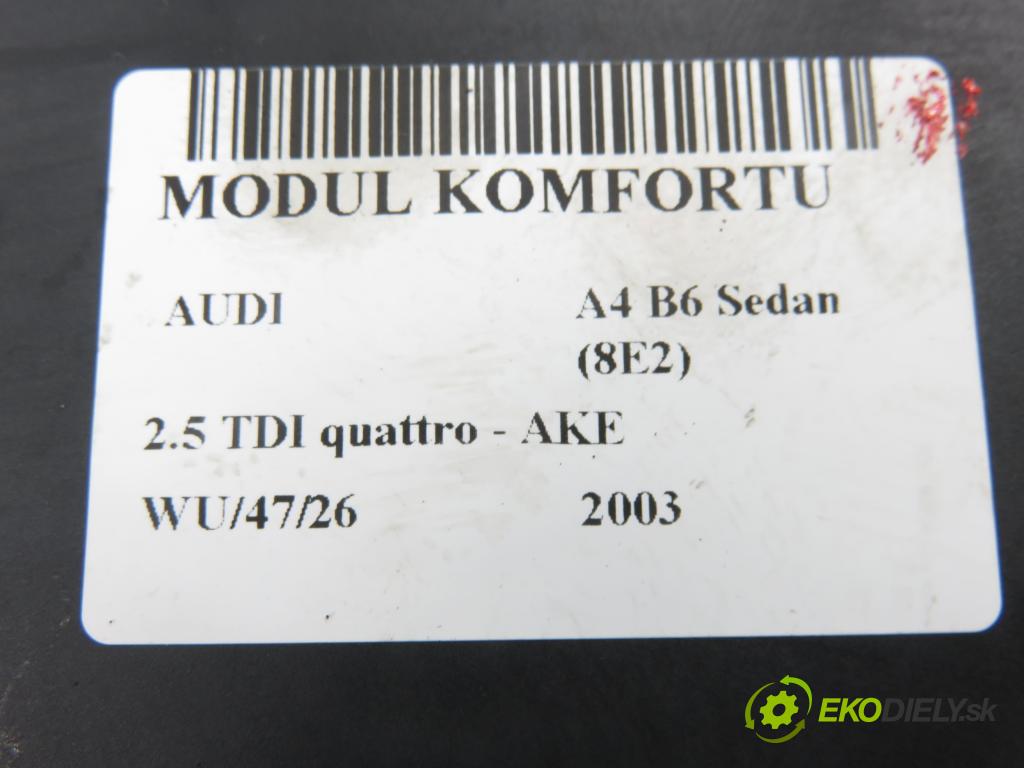 MODUL KOMFORTU
AUDI A4 B6 Sedan
(8E2)
2.5 TDI quattro - AKE
WU/47/26 2003
EKODIELY.sk